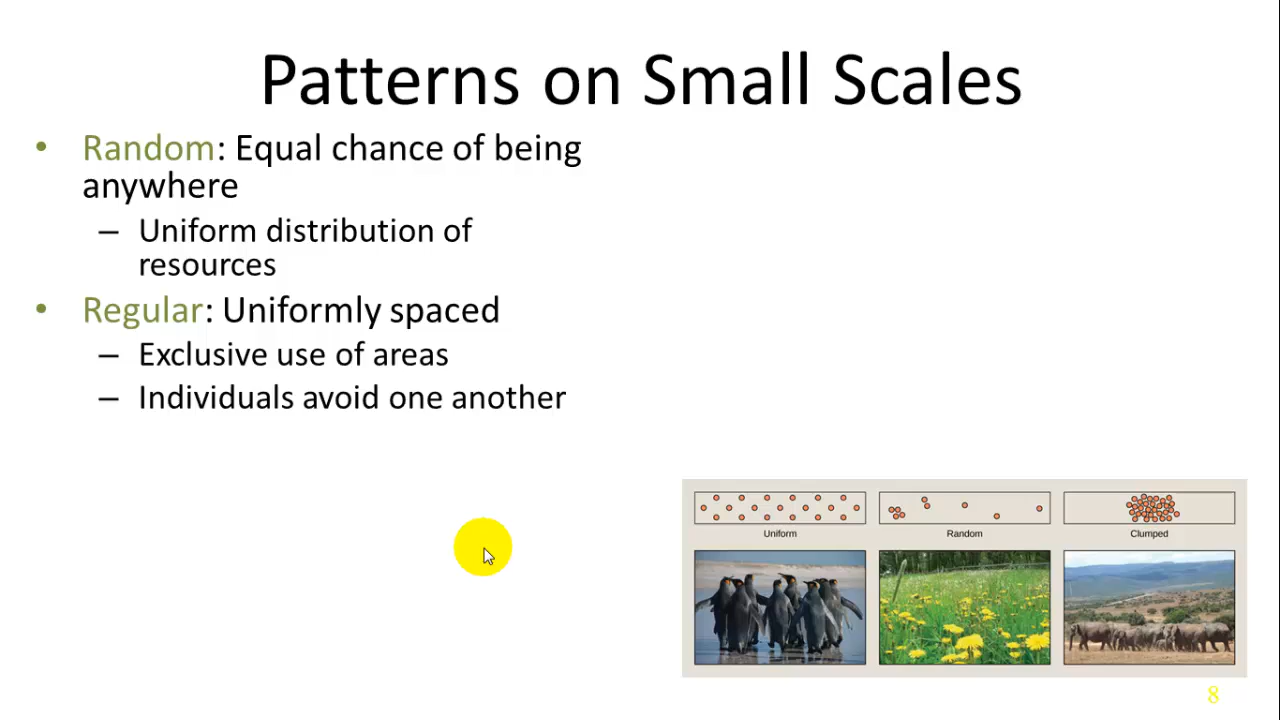 Patterns on Small Scales
• Random: Equal chance of being
anywhere
– Uniform distribution of
resources
• Regular: Uniformly spaced
– Exclusive use of areas
– Individuals avoid one another
Uniform
Random
Clumped
8